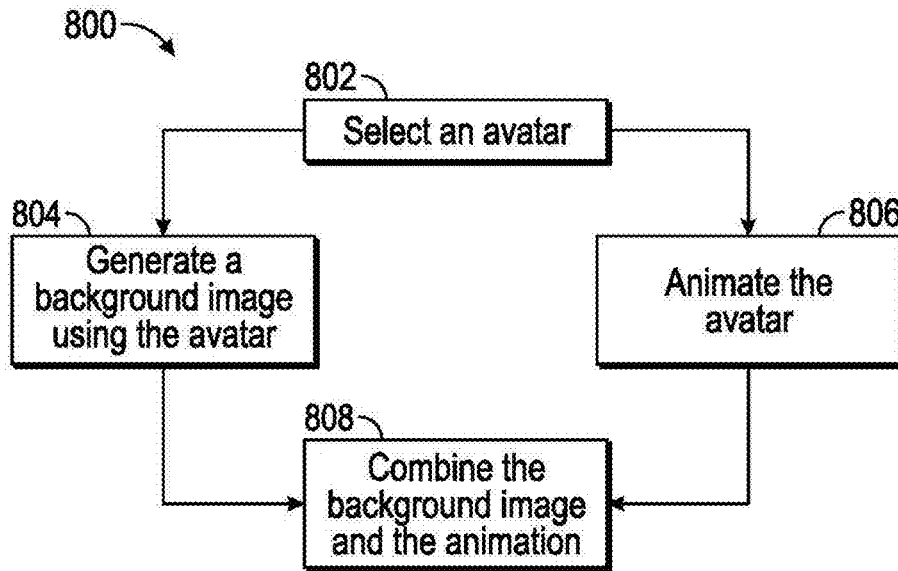 800
802
Select an avatar
804
Generate a
background image
using the avatar
806
Animate the
avatar
808
Combine the
background image
and the animation